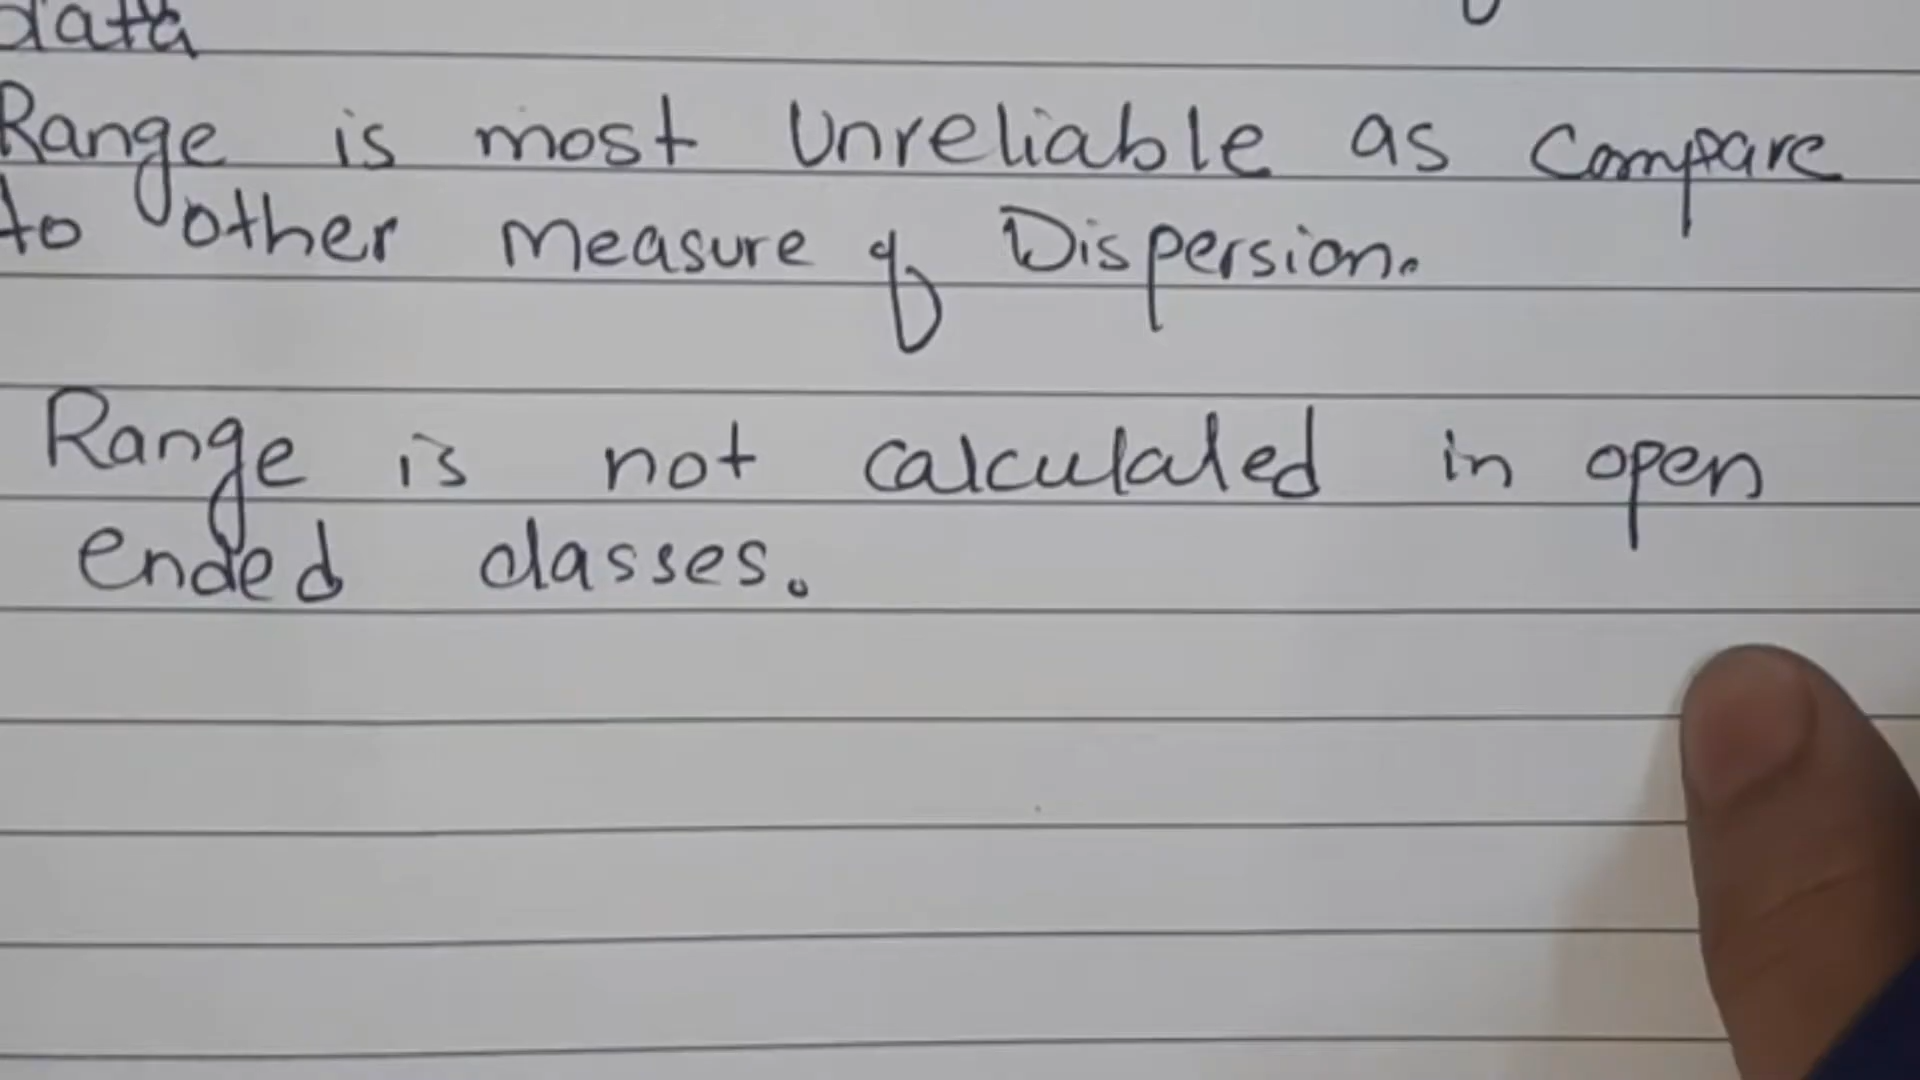 data
Range is most Unreliable as Compare
to other measure of Dispersion.
Range is not calculated in open
ended classes.